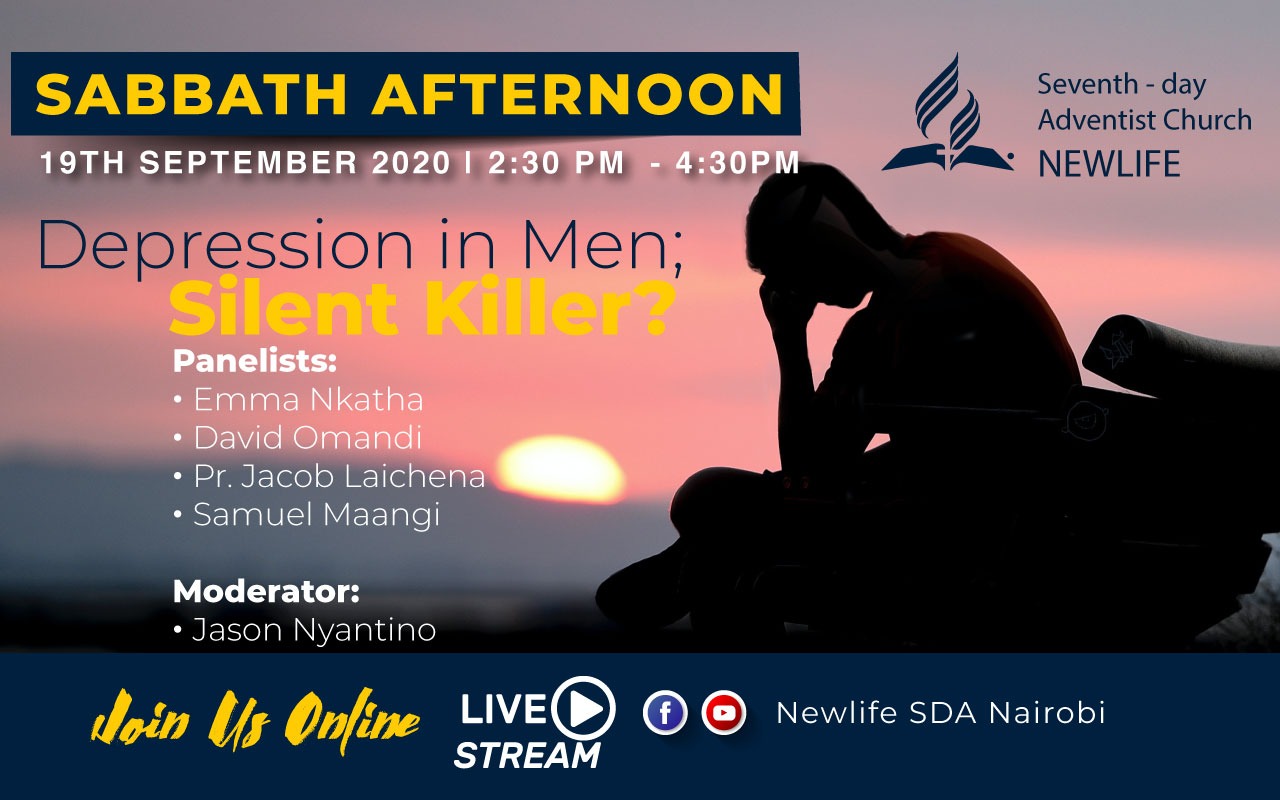 SABBATH AFTERNOON
19TH SEPTEMBER 2020 | 2:30 PM - 4:30PM
Seventh - day
Adventist Church
NEWLIFE
Depression in Men;
Silent Killer?
Panelists:
• Emma Nkatha
• David Omandi
• Pr. Jacob Laichena
• Samuel Maangi
Moderator:
• Jason Nyantino
Join Us Online
LIVE
STREAM
Newlife SDA Nairobi